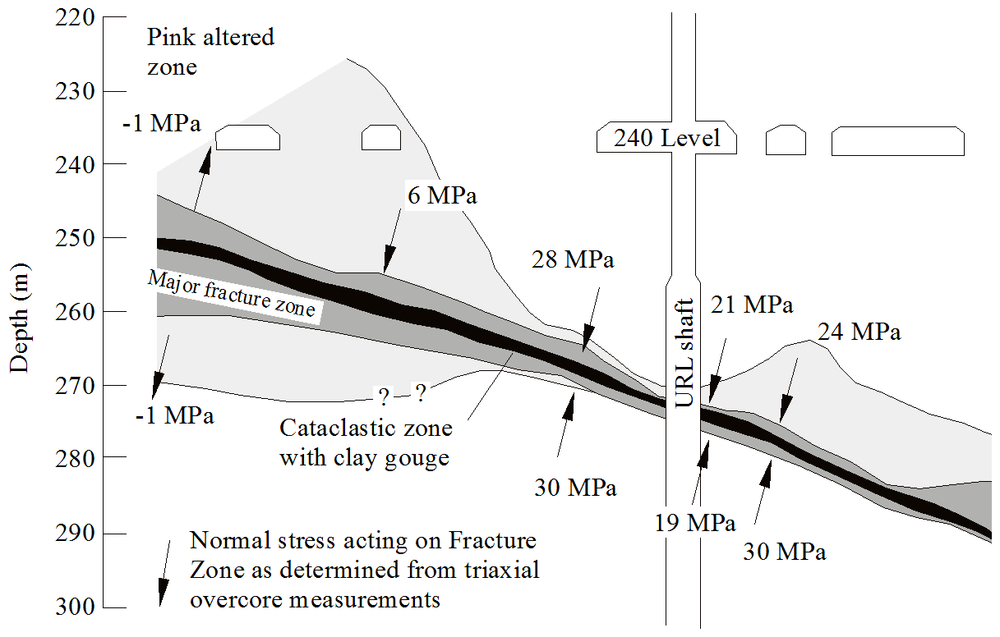 220
230
240
250
260
270
280
290
300
Depth (m)
Pink altered
zone
-1 MPa
240 Level
6 MPa
28 MPa
Major fracture zone
URL shaft
21 MPa
24 MPa
-1 MPa
? ?
Cataclastic zone
with clay gouge
30 MPa
19 MPa
30 MPa
Normal stress acting on Fracture
Zone as determined from triaxial
overcore measurements